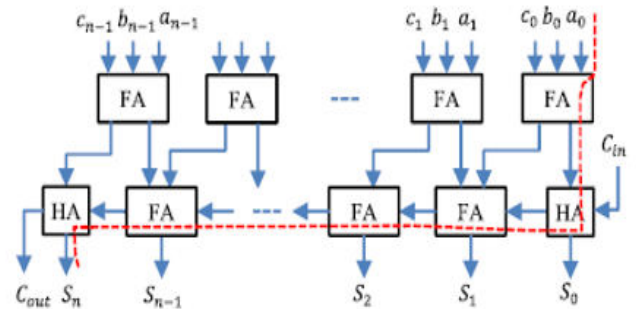 c_{n-1} b_{n-1} a_{n-1} c_1 b_1 a_1 c_0 b_0 a_0
FA FA FA FA
C_{in}
HA FA FA FA HA
C_{out} S_n S_{n-1} S_2 S_1 S_0